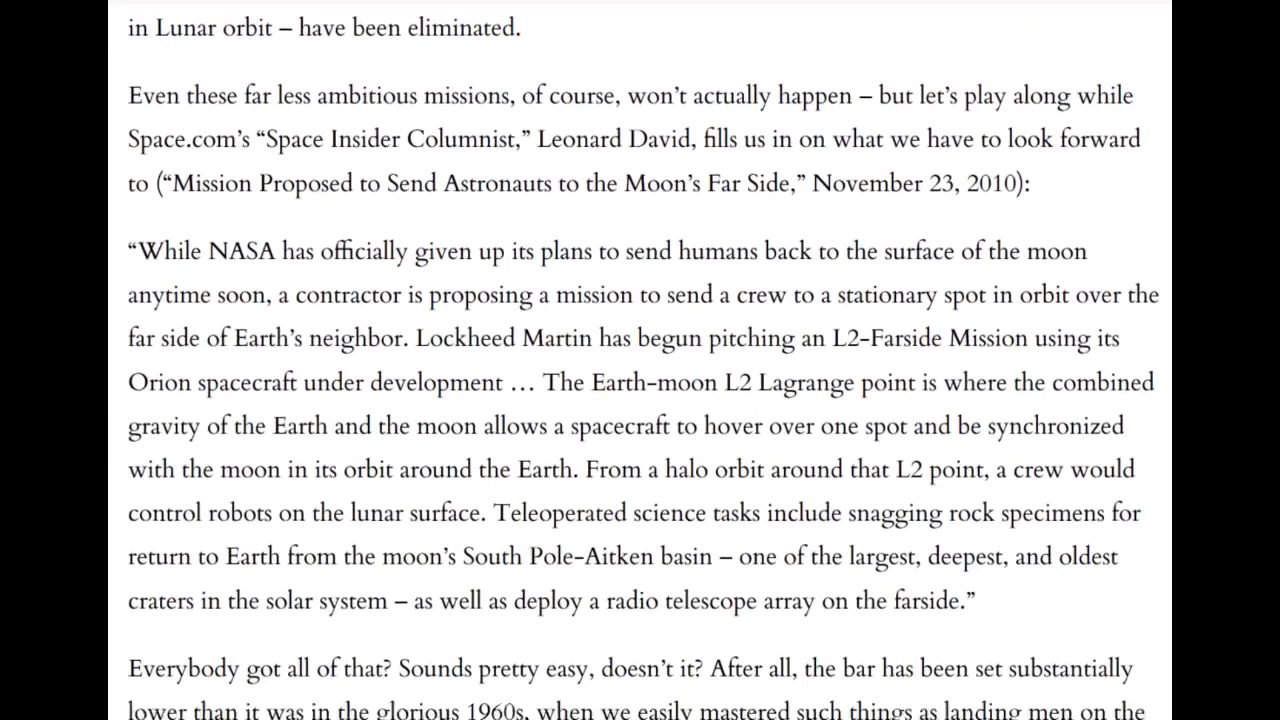 in Lunar orbit – have been eliminated.
Even these far less ambitious missions, of course, won’t actually happen – but let’s play along while
Space.com’s “Space Insider Columnist,” Leonard David, fills us in on what we have to look forward
to (“Mission Proposed to Send Astronauts to the Moon’s Far Side,” November 23, 2010):
“While NASA has officially given up its plans to send humans back to the surface of the moon
anytime soon, a contractor is proposing a mission to send a crew to a stationary spot in orbit over the
far side of Earth’s neighbor. Lockheed Martin has begun pitching an L2-Farside Mission using its
Orion spacecraft under development … The Earth-moon L2 Lagrange point is where the combined
gravity of the Earth and the moon allows a spacecraft to hover over one spot and be synchronized
with the moon in its orbit around the Earth. From a halo orbit around that L2 point, a crew would
control robots on the lunar surface. Teleoperated science tasks include snagging rock specimens for
return to Earth from the moon’s South Pole-Aitken basin – one of the largest, deepest, and oldest
craters in the solar system – as well as deploy a radio telescope array on the farside.”
Everybody got all of that? Sounds pretty easy, doesn’t it? After all, the bar has been set substantially
lower than it was in the glorious 1960s, when we easily mastered such things as landing men on the